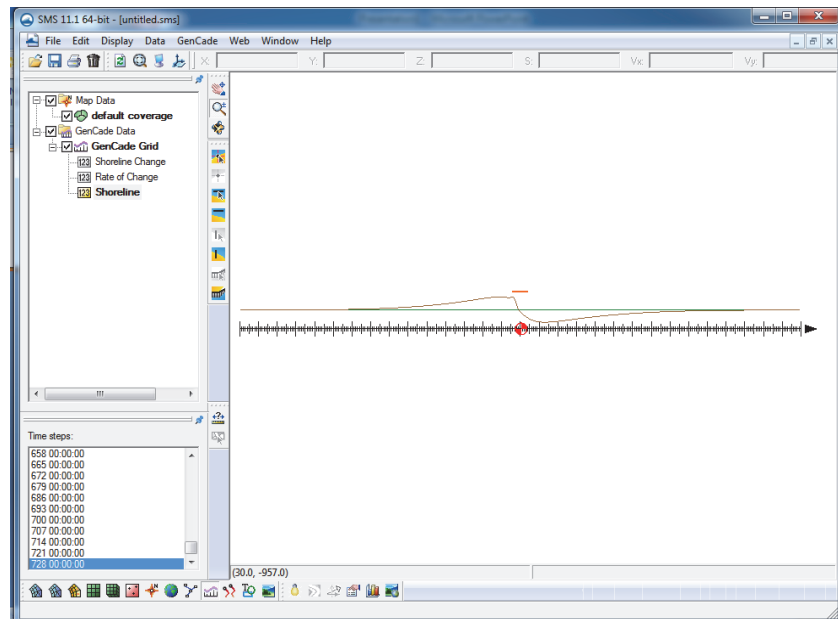 SMS 11.1 64-bit - [untitled.sms]
File Edit Display Data GenCade Web Window Help
X: Y: Z: S: Vx: Vy:
Map Data
default coverage
GenCade Data
GenCade Grid
123 Shoreline Change
123 Rate of Change
123 Shoreline
Time steps:
658 00:00:00
665 00:00:00
672 00:00:00
679 00:00:00
686 00:00:00
693 00:00:00
700 00:00:00
707 00:00:00
714 00:00:00
721 00:00:00
728 00:00:00
(30.0, -957.0)